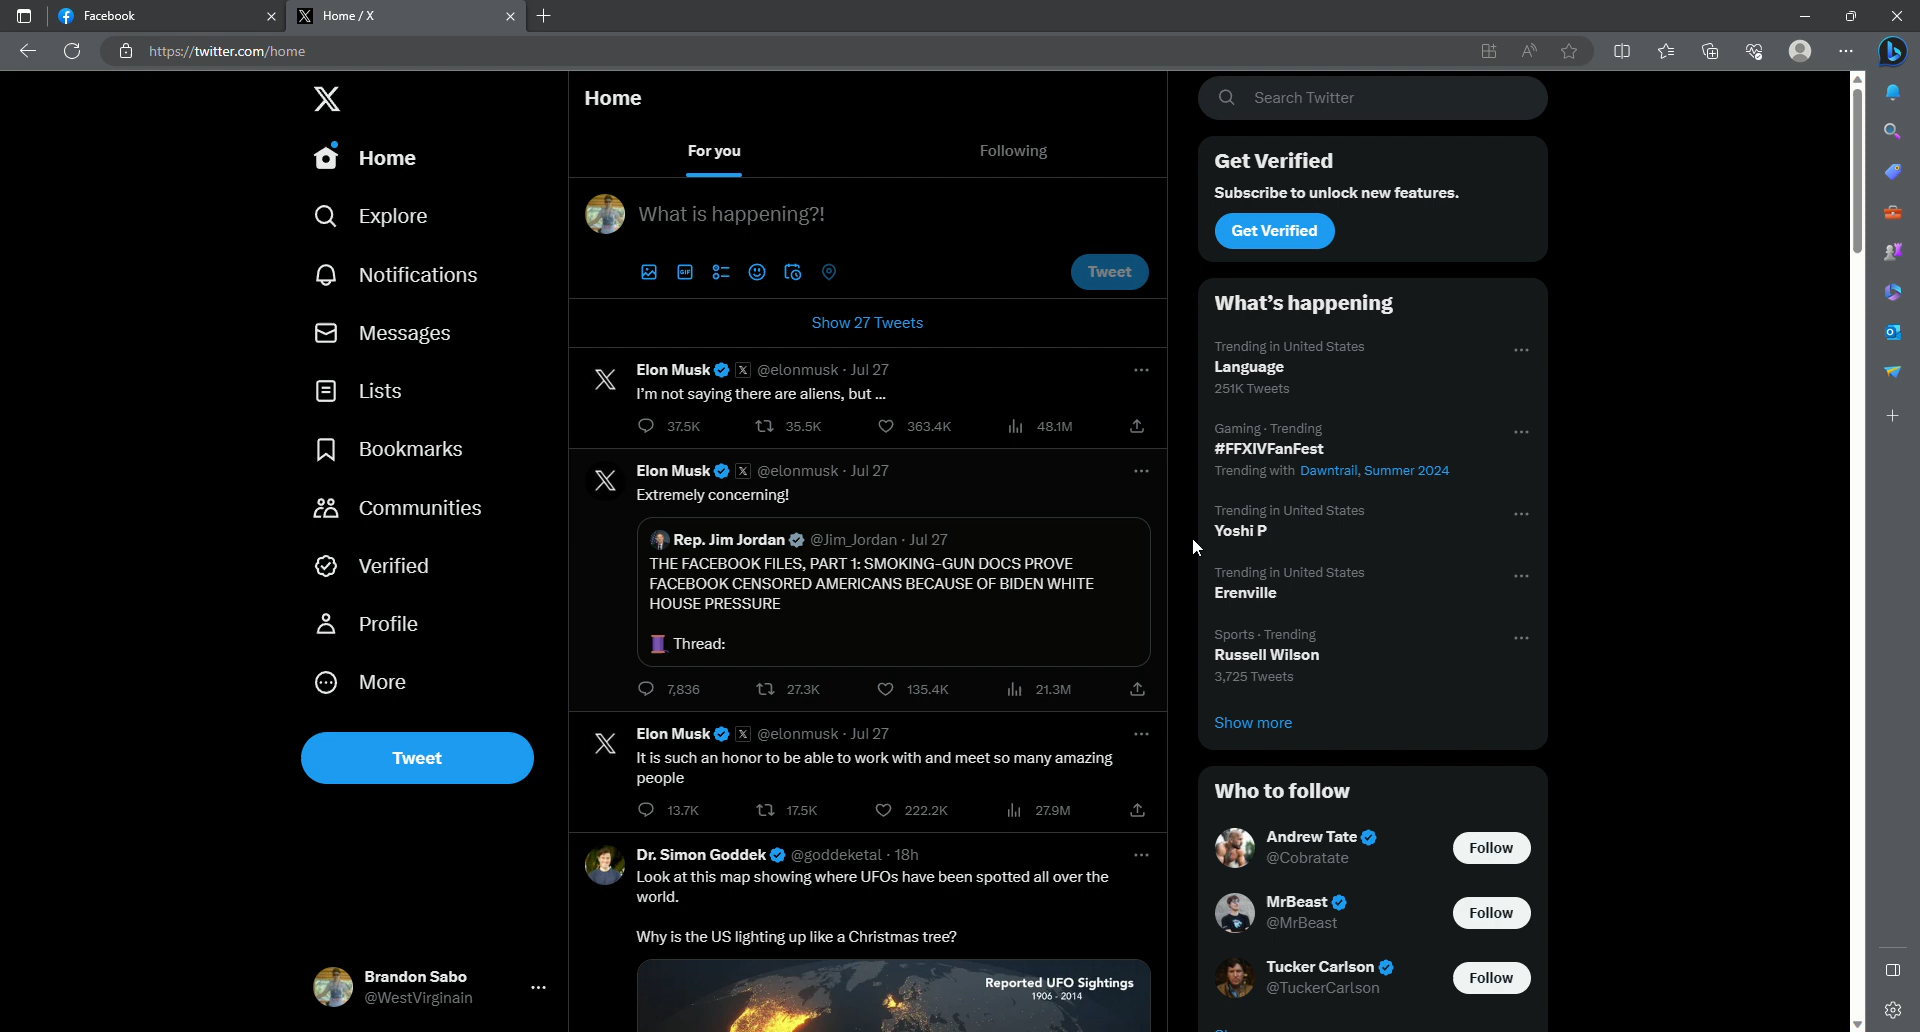 Facebook
Home / X
https://twitter.com/home
Home
Explore
Notifications
Messages
Lists
Bookmarks
Communities
Verified
Profile
More
Tweet
Brandon Sabo
@WestVirginain
Home
For you
Following
What is happening?!
GIF
Tweet
Show 27 Tweets
Elon Musk @elonmusk · Jul 27
I'm not saying there are aliens, but ...
37.5K 35.5K 363.4K 48.1M
Elon Musk @elonmusk · Jul 27
Extremely concerning!
Rep. Jim Jordan @Jim_Jordan · Jul 27
THE FACEBOOK FILES, PART 1: SMOKING-GUN DOCS PROVE
FACEBOOK CENSORED AMERICANS BECAUSE OF BIDEN WHITE
HOUSE PRESSURE
🧵 Thread:
7,836 27.3K 135.4K 21.3M
Elon Musk @elonmusk · Jul 27
It is such an honor to be able to work with and meet so many amazing
people
13.7K 17.5K 222.2K 27.9M
Dr. Simon Goddek @goddeketal · 18h
Look at this map showing where UFOs have been spotted all over the
world.
Why is the US lighting up like a Christmas tree?
Reported UFO Sightings
1906 - 2014
Search Twitter
Get Verified
Subscribe to unlock new features.
Get Verified
What's happening
Trending in United States
Language
251K Tweets
Gaming · Trending
#FFXIVFanFest
Trending with Dawntrail, Summer 2024
Trending in United States
Yoshi P
Trending in United States
Erenville
Sports · Trending
Russell Wilson
3,725 Tweets
Show more
Who to follow
Andrew Tate
@Cobratate
Follow
MrBeast
@MrBeast
Follow
Tucker Carlson
@TuckerCarlson
Follow